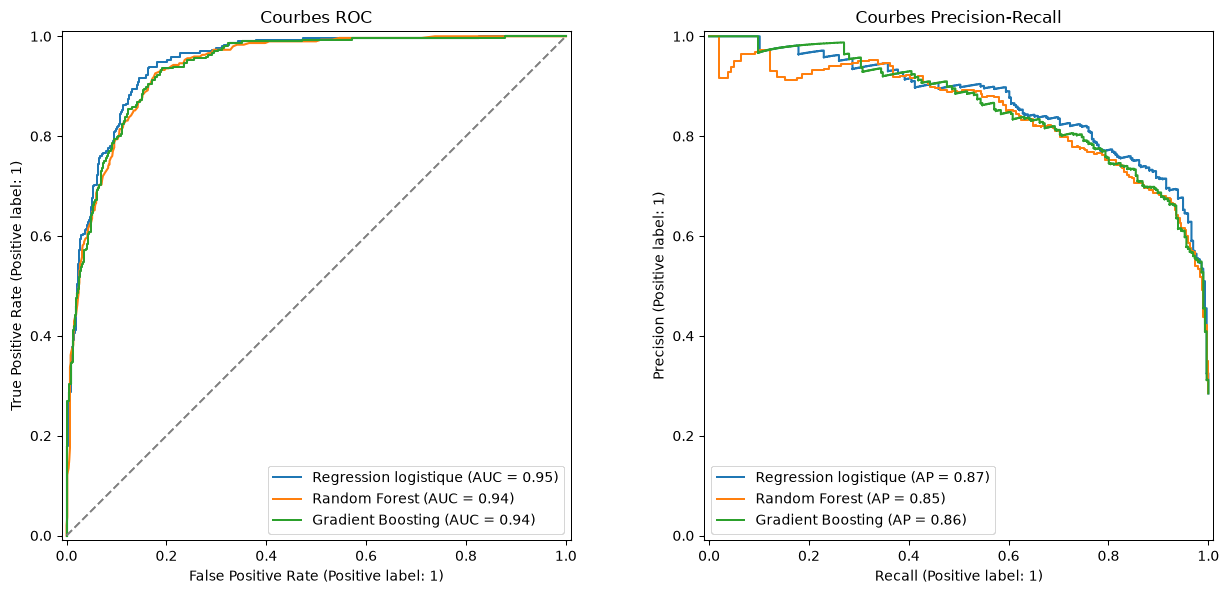 Courbes ROC
1.0
0.8
0.6
0.4
0.2
0.0
True Positive Rate (Positive label: 1)
Regression logistique (AUC = 0.95)
Random Forest (AUC = 0.94)
Gradient Boosting (AUC = 0.94)
0.0 0.2 0.4 0.6 0.8 1.0
False Positive Rate (Positive label: 1)
Courbes Precision-Recall
1.0
0.8
0.6
0.4
0.2
0.0
Precision (Positive label: 1)
Regression logistique (AP = 0.87)
Random Forest (AP = 0.85)
Gradient Boosting (AP = 0.86)
0.0 0.2 0.4 0.6 0.8 1.0
Recall (Positive label: 1)